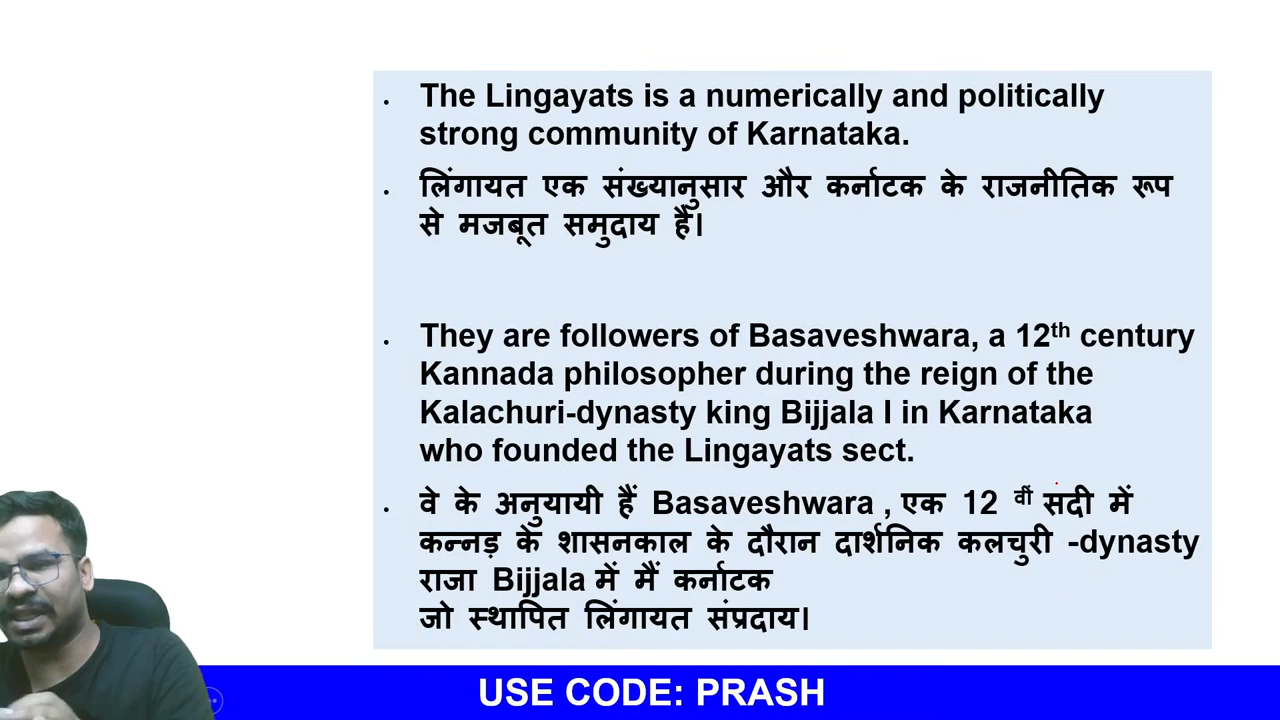 The Lingayats is a numerically and politically
strong community of Karnataka.
लिंगायत एक संख्यानुसार और कर्नाटक के राजनीतिक रूप
से मजबूत समुदाय है।
They are followers of Basaveshwara, a 12th century
Kannada philosopher during the reign of the
Kalachuri-dynasty king Bijjala I in Karnataka
who founded the Lingayats sect.
वे के अनुयायी हैं Basaveshwara , एक 12 वीं सदी में
कन्नड़ के शासनकाल के दौरान दार्शनिक कलचुरी -dynasty
राजा Bijjala में मैं कर्नाटक
जो स्थापित लिंगायत संप्रदाय।
USE CODE: PRASH